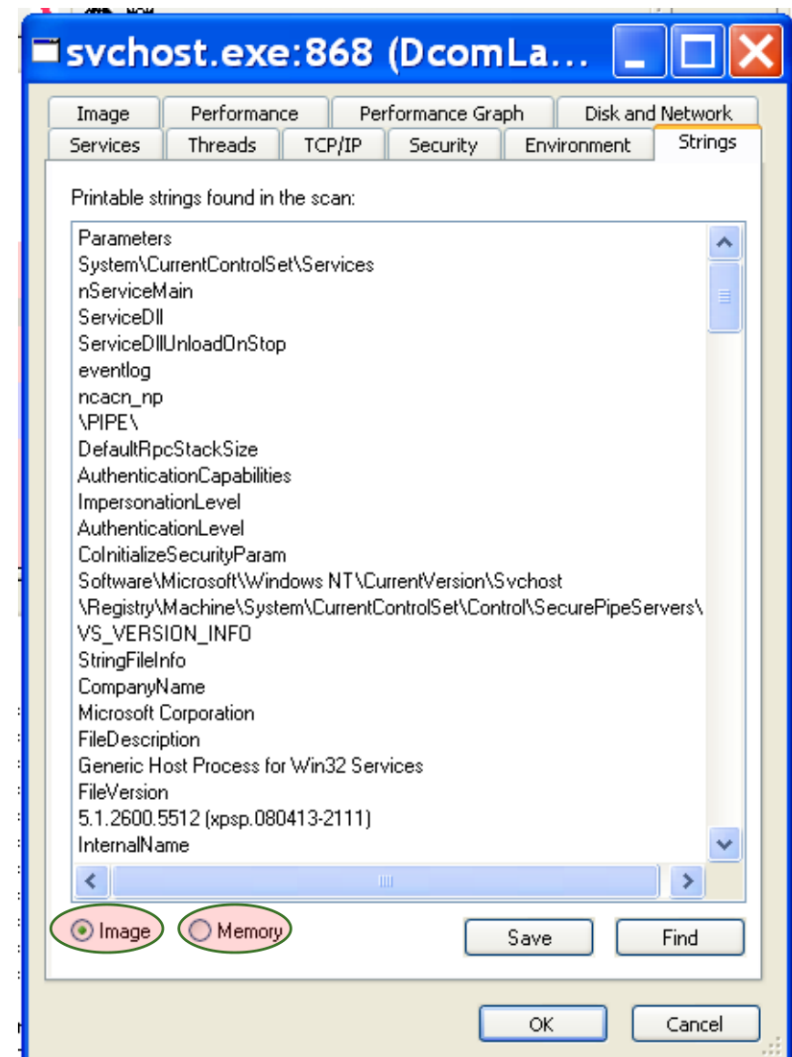 svchost.exe:868 (DcomLa...
Image Performance Performance Graph Disk and Network
Services Threads TCP/IP Security Environment Strings
Printable strings found in the scan:
Parameters
System\CurrentControlSet\Services
nServiceMain
ServiceDll
ServiceDllUnloadOnStop
eventlog
ncacn_np
\PIPE\
DefaultRpcStackSize
AuthenticationCapabilities
ImpersonationLevel
AuthenticationLevel
CoInitializeSecurityParam
Software\Microsoft\Windows NT\CurrentVersion\Svchost
\Registry\Machine\System\CurrentControlSet\Control\SecurePipeServers\
VS_VERSION_INFO
StringFileInfo
CompanyName
Microsoft Corporation
FileDescription
Generic Host Process for Win32 Services
FileVersion
5.1.2600.5512 (xpsp.080413-2111)
InternalName
Image Memory Save Find
OK Cancel